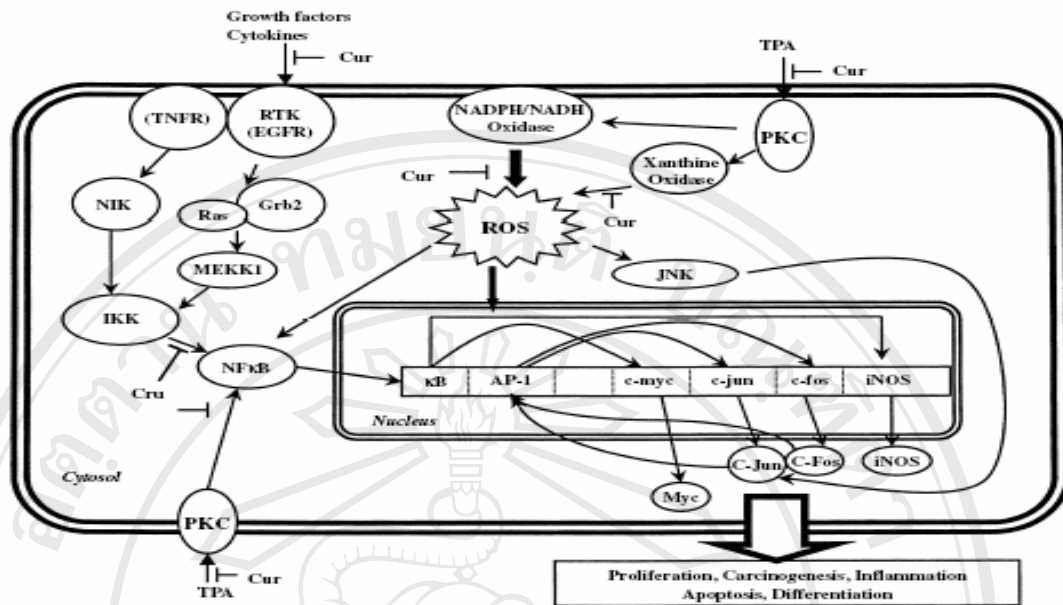 Growth factors
Cytokines
Cur
TPA
Cur
(TNFR)
RTK
(EGFR)
NADPH/NADH
Oxidase
PKC
Xanthine
Oxidase
Cur
NIK
Ras
Grb2
Cur
ROS
MEKK1
JNK
IKK
NFκB
κB
AP-1
c-myc
c-jun
c-fos
iNOS
Cru
Nucleus
Cytosol
C-Jun
C-Fos
iNOS
Myc
PKC
Cur
TPA
Proliferation, Carcinogenesis, Inflammation
Apoptosis, Differentiation